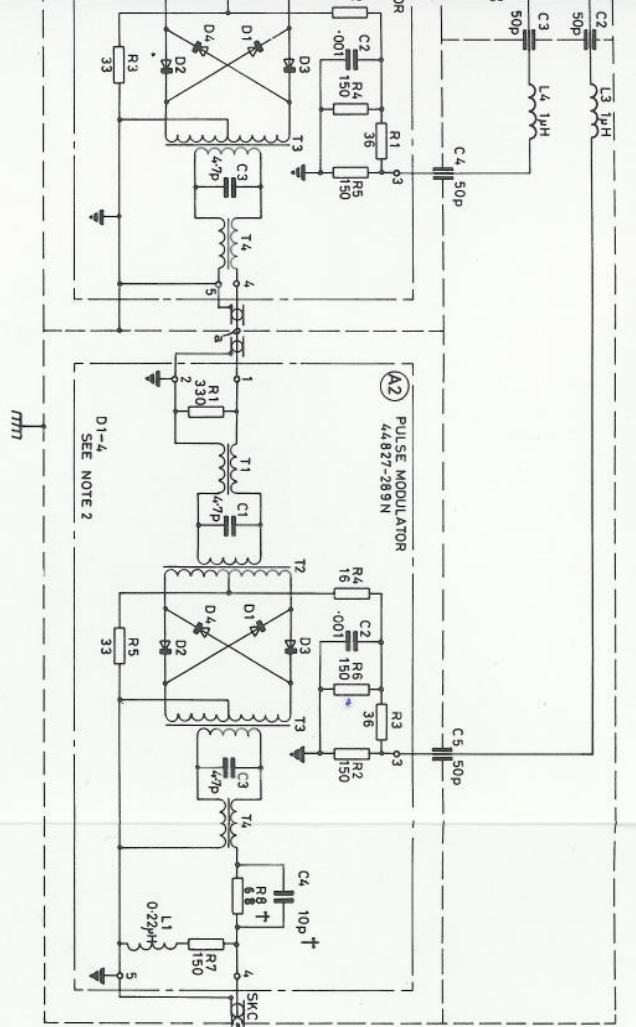 OR
C3
50p
C2
50p
R3
33
D4
D1
D2
D3
C2
·001
R4
150
R1
36
L4 1μH
L3 1μH
T3
C3
4·7p
R5
150
3
C4
50p
T4
5
4
a
2
1
R1
330
A2
PULSE MODULATOR
44827-289N
D1-4
SEE NOTE 2
T1
C1
4·7p
T2
R4
16
D4
D1
D2
D3
R5
33
C2
·001
R6
150
R3
36
T3
C3
4·7p
R2
150
3
C5
50p
T4
C4
10p †
R8
68 †
L1
0·22μH
R7
150
5
4
SKC